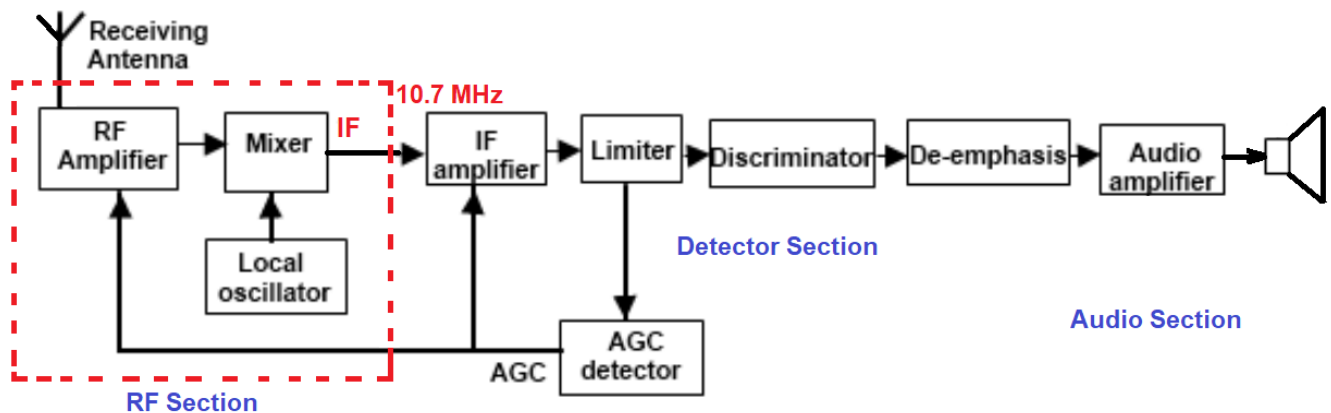 Receiving
Antenna
10.7 MHz
RF
Amplifier
Mixer
IF
IF
amplifier
Limiter
Discriminator
De-emphasis
Audio
amplifier
Local
oscillator
Detector Section
Audio Section
AGC
AGC
detector
RF Section